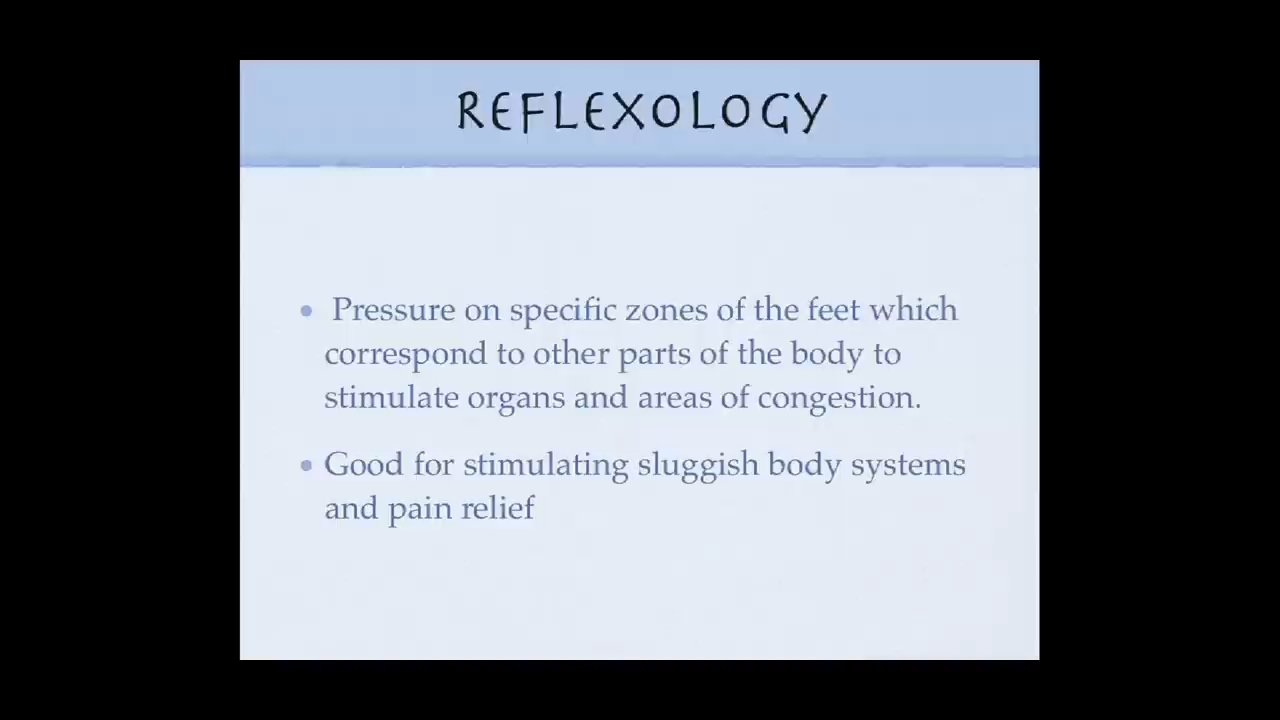 REFLEXOLOGY
• Pressure on specific zones of the feet which
correspond to other parts of the body to
stimulate organs and areas of congestion.
• Good for stimulating sluggish body systems
and pain relief